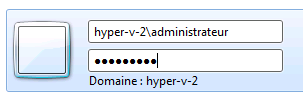 hyper-v-2\administrateur
●●●●●●●●●
Domaine : hyper-v-2